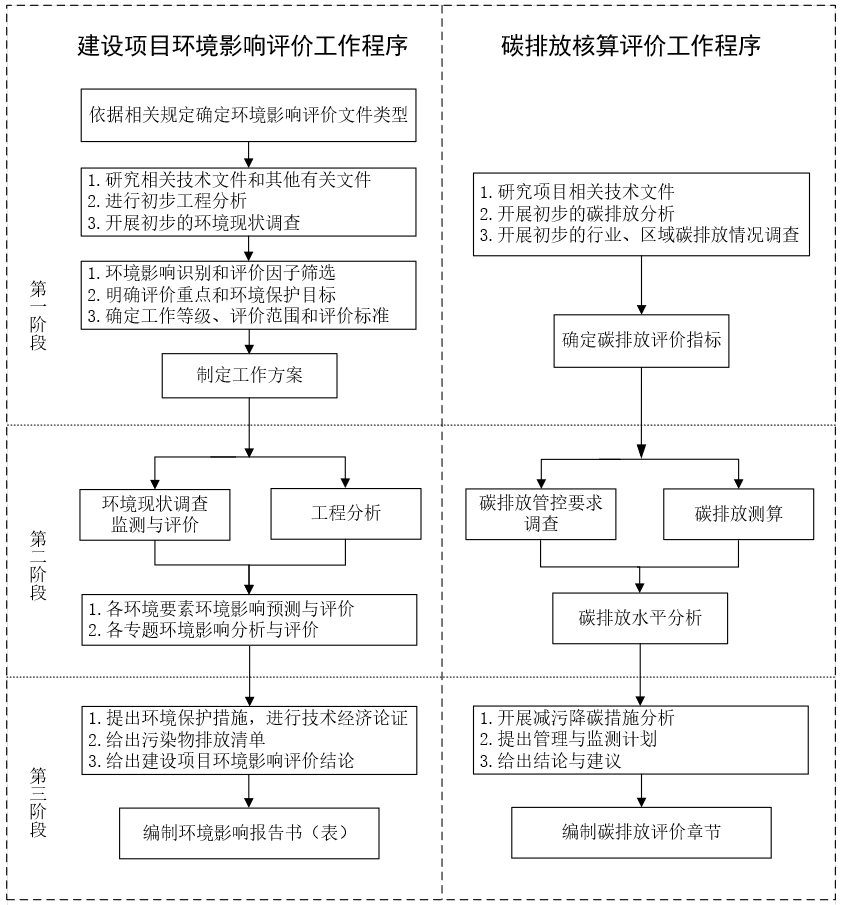 建设项目环境影响评价工作程序
依据相关规定确定环境影响评价文件类型
1. 研究相关技术文件和其他有关文件
2. 进行初步工程分析
3. 开展初步的环境现状调查
1. 环境影响识别和评价因子筛选
2. 明确评价重点和环境保护目标
3. 确定工作等级、评价范围和评价标准
制定工作方案
环境现状调查
监测与评价
工程分析
1. 各环境要素环境影响预测与评价
2. 各专题环境影响分析与评价
1. 提出环境保护措施，进行技术经济论证
2. 给出污染物排放清单
3. 给出建设项目环境影响评价结论
编制环境影响报告书（表）
碳排放核算评价工作程序
1. 研究项目相关技术文件
2. 开展初步的碳排放分析
3. 开展初步的行业、区域碳排放情况调查
确定碳排放评价指标
碳排放管控要求
调查
碳排放测算
碳排放水平分析
1. 开展减污降碳措施分析
2. 提出管理与监测计划
3. 给出结论与建议
编制碳排放评价章节
第一阶段
第二阶段
第三阶段